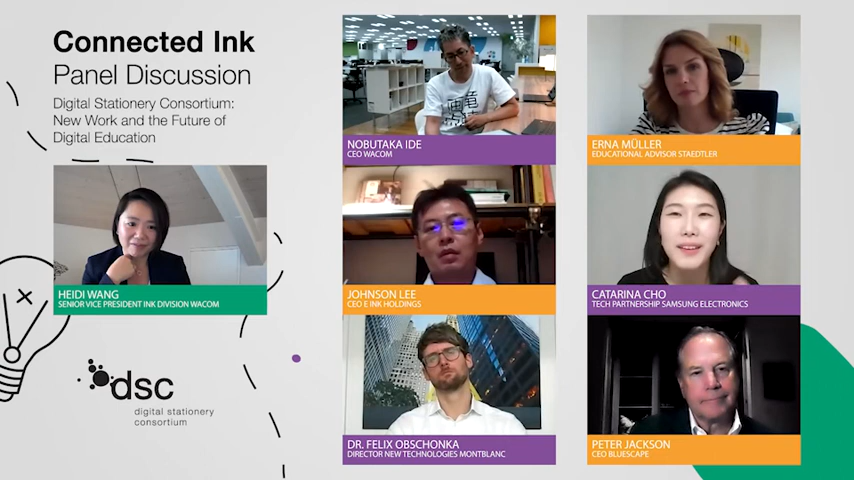 Connected Ink
Panel Discussion
Digital Stationery Consortium:
New Work and the Future of
Digital Education
HEIDI WANG
SENIOR VICE PRESIDENT INK DIVISION WACOM
dsc
digital stationery
consortium
NOBUTAKA IDE
CEO WACOM
ERNA MÜLLER
EDUCATIONAL ADVISOR STAEDTLER
JOHNSON LEE
CEO E INK HOLDINGS
CATARINA CHO
TECH PARTNERSHIP SAMSUNG ELECTRONICS
DR. FELIX OBSCHONKA
DIRECTOR NEW TECHNOLOGIES MONTBLANC
PETER JACKSON
CEO BLUESCAPE